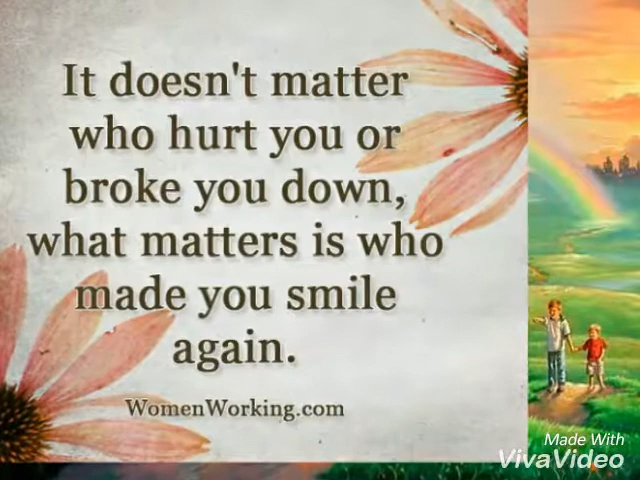 It doesn't matter
who hurt you or
broke you down,
what matters is who
made you smile
again.
WomenWorking.com
Made With
VivaVideo